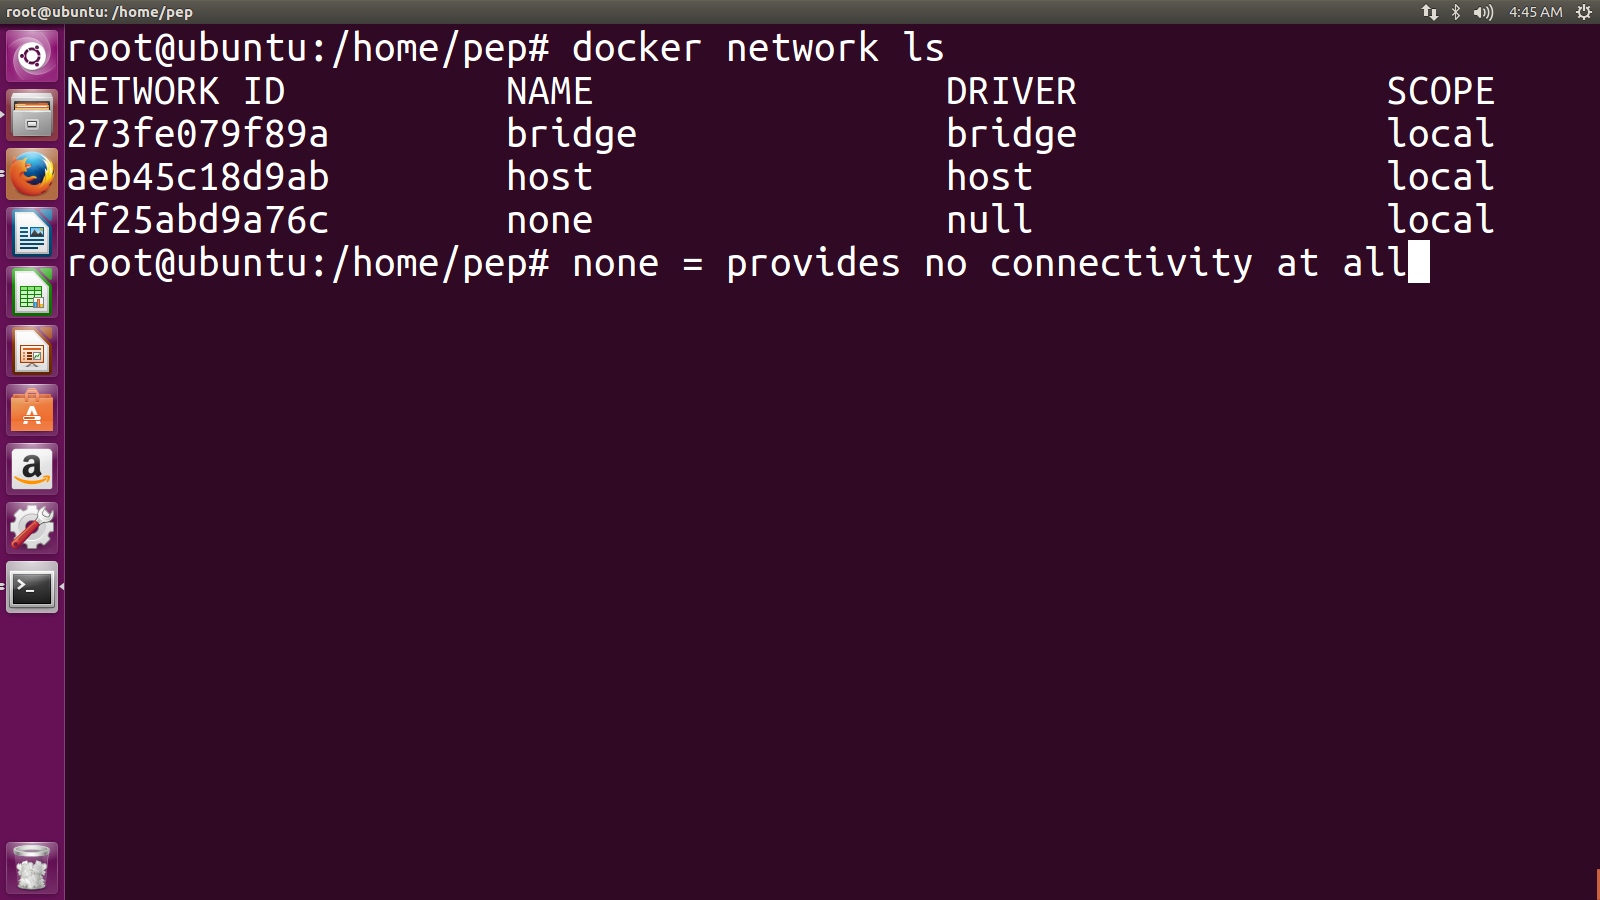 root@ubuntu: /home/pep
4:45 AM
root@ubuntu:/home/pep# docker network ls
NETWORK ID NAME DRIVER SCOPE
273fe079f89a bridge bridge local
aeb45c18d9ab host host local
4f25abd9a76c none null local
root@ubuntu:/home/pep# none = provides no connectivity at all